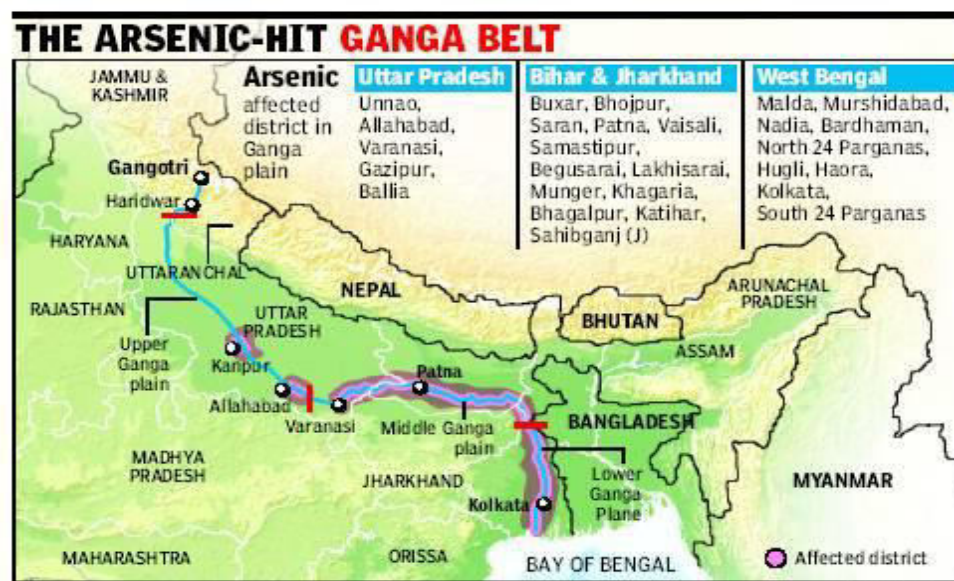 THE ARSENIC-HIT GANGA BELT
Arsenic
affected
district in
Ganga
plain
Uttar Pradesh
Unnao,
Allahabad,
Varanasi,
Gazipur,
Ballia
Bihar & Jharkhand
Buxar, Bhojpur,
Saran, Patna, Vaisali,
Samastipur,
Begusarai, Lakhisarai,
Munger, Khagaria,
Bhagalpur, Katihar,
Sahibganj (J)
West Bengal
Malda, Murshidabad,
Nadia, Bardhaman,
North 24 Parganas,
Hugli, Haora,
Kolkata,
South 24 Parganas
JAMMU &
KASHMIR
Gangotri
Haridwar
HARYANA
UTTARANCHAL
RAJASTHAN
NEPAL
UTTAR
PRADESH
BHUTAN
ARUNACHAL
PRADESH
ASSAM
Upper
Ganga
plain
Kanpur
Allahabad
Varanasi
Patna
Middle Ganga
plain
BANGLADESH
MADHYA
PRADESH
JHARKHAND
Kolkata
Lower
Ganga
Plane
MYANMAR
MAHARASHTRA
ORISSA
BAY OF BENGAL
Affected district